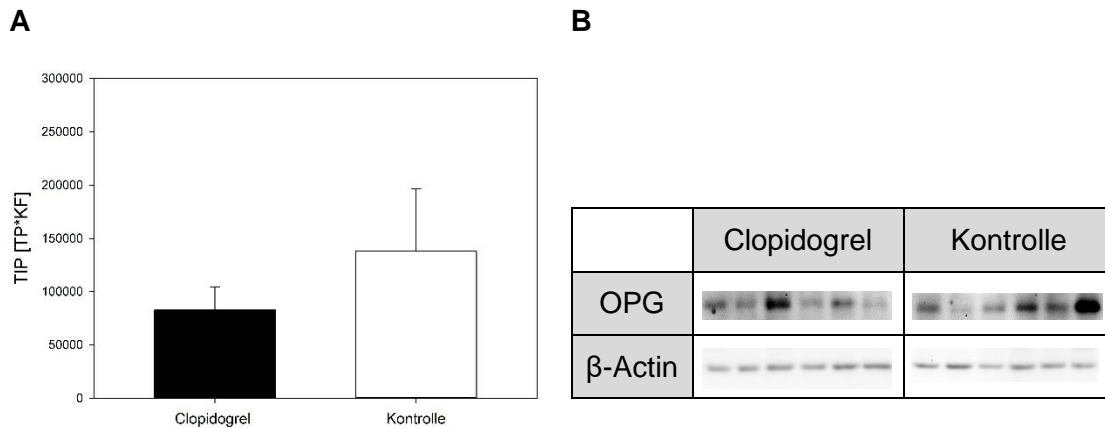 A
B
300000
250000
200000
150000
100000
50000
0
TIP [TP*KF]
Clopidogrel
Kontrolle
Clopidogrel
Kontrolle
OPG
β-Actin